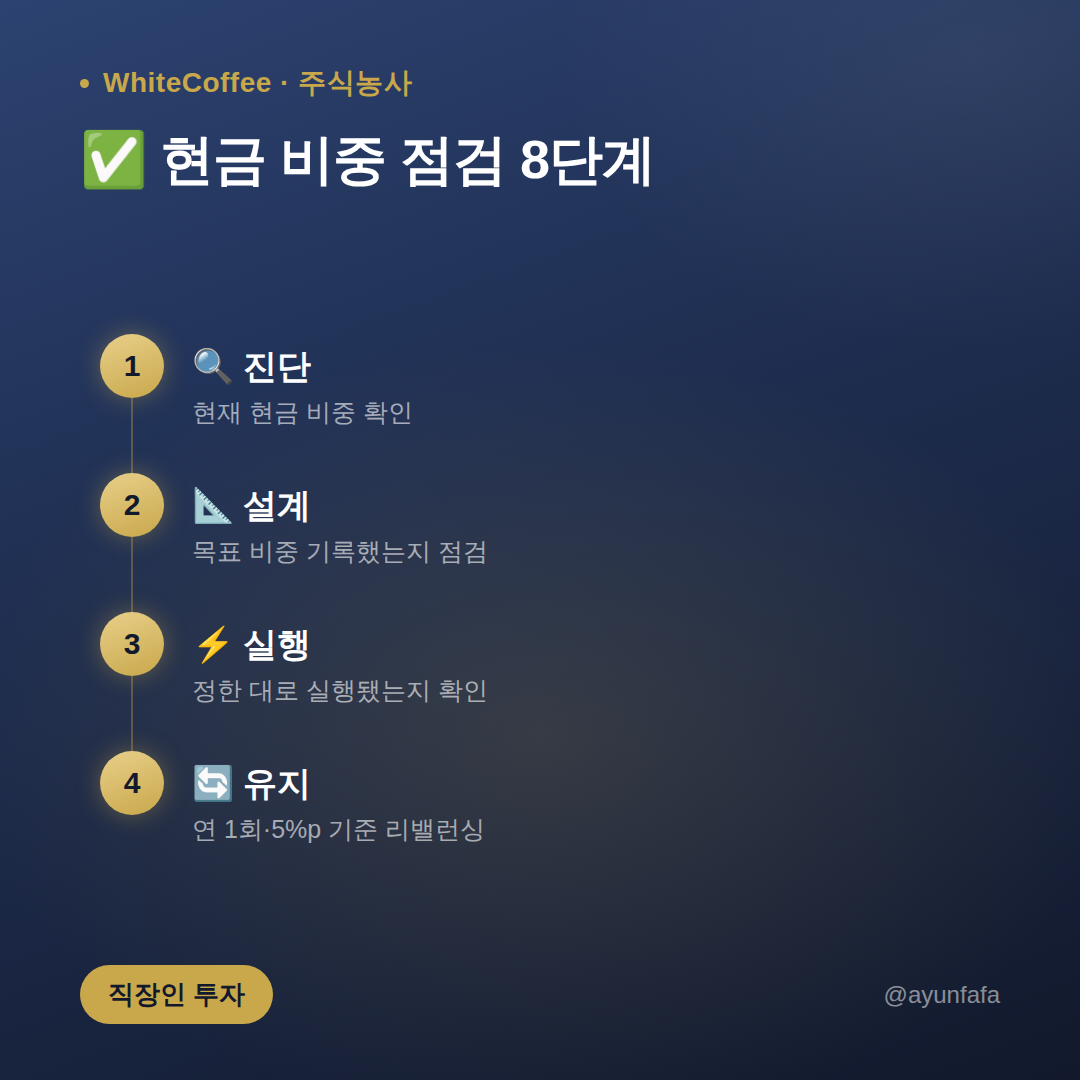 • WhiteCoffee · 주식농사
✅ 현금 비중 점검 8단계
1
🔍 진단
현재 현금 비중 확인
2
📐 설계
목표 비중 기록했는지 점검
3
⚡ 실행
정한 대로 실행됐는지 확인
4
🔄 유지
연 1회·5%p 기준 리밸런싱
직장인 투자
@ayunfafa